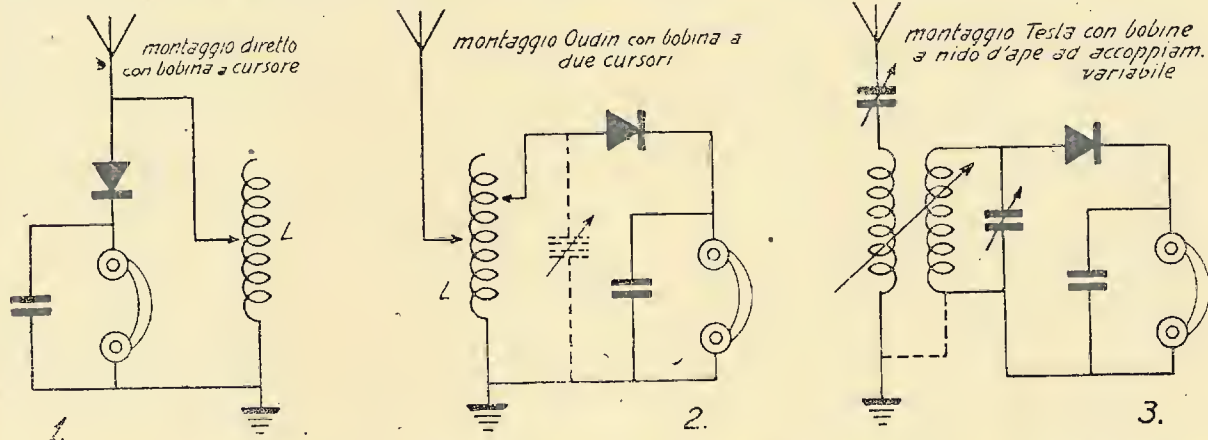 montaggio diretto
con bobina a cursore
L
1.
montaggio Oudin con bobina a
due cursori
L
2.
montaggio Tesla con bobine
a nido d'ape ad accoppiam.
variabile
3.